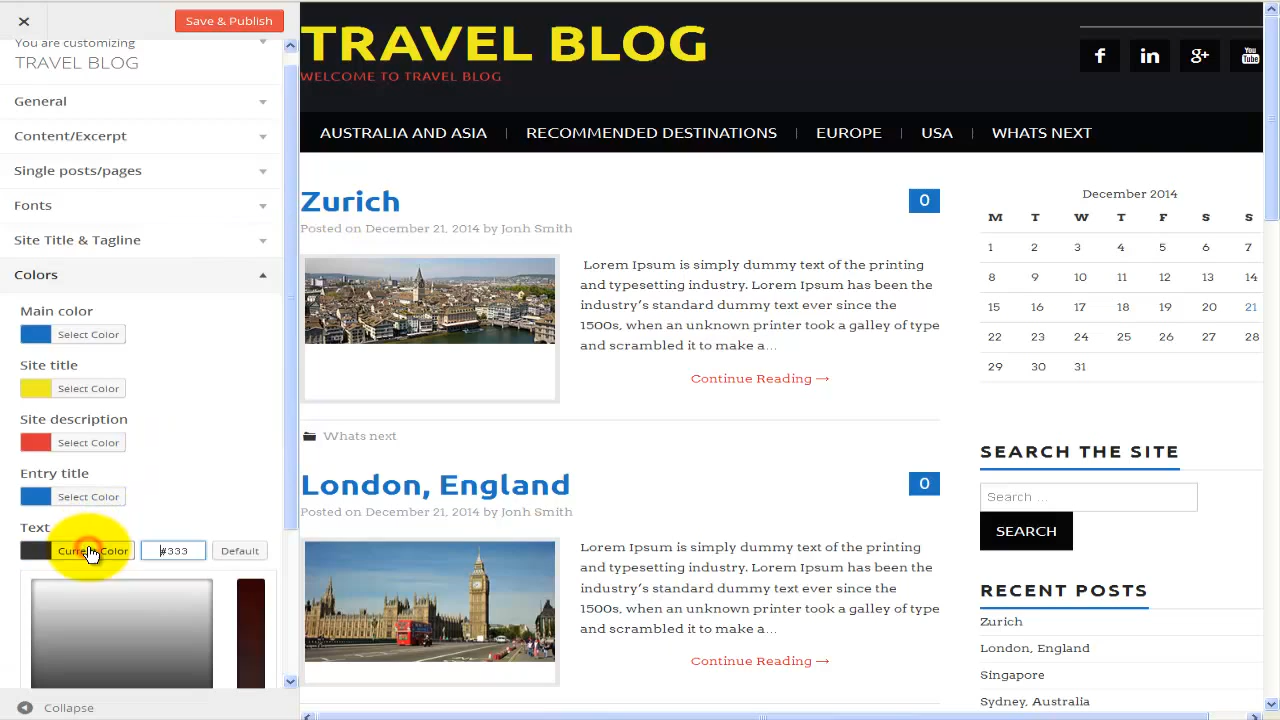 Save & Publish
You are customizing
TRAVEL BLOG
General
Content/Excerpt
Single posts/pages
Fonts
Site Title & Tagline
Colors
Main color
Select Color
Site title
Select Color
Site description
Select Color
Entry title
Select Color
Text
Current Color
#333
Default
Collapse
TRAVEL BLOG
WELCOME TO TRAVEL BLOG
f in g+ You Tube
AUSTRALIA AND ASIA | RECOMMENDED DESTINATIONS | EUROPE | USA | WHATS NEXT
Zurich
0
Posted on December 21, 2014 by Jonh Smith
Lorem Ipsum is simply dummy text of the printing
and typesetting industry. Lorem Ipsum has been the
industry's standard dummy text ever since the
1500s, when an unknown printer took a galley of type
and scrambled it to make a…
Continue Reading →
Whats next
London, England
0
Posted on December 21, 2014 by Jonh Smith
Lorem Ipsum is simply dummy text of the printing
and typesetting industry. Lorem Ipsum has been the
industry's standard dummy text ever since the
1500s, when an unknown printer took a galley of type
and scrambled it to make a…
Continue Reading →
December 2014
M T W T F S S
1 2 3 4 5 6 7
8 9 10 11 12 13 14
15 16 17 18 19 20 21
22 23 24 25 26 27 28
29 30 31
SEARCH THE SITE
Search …
SEARCH
RECENT POSTS
Zurich
London, England
Singapore
Sydney, Australia